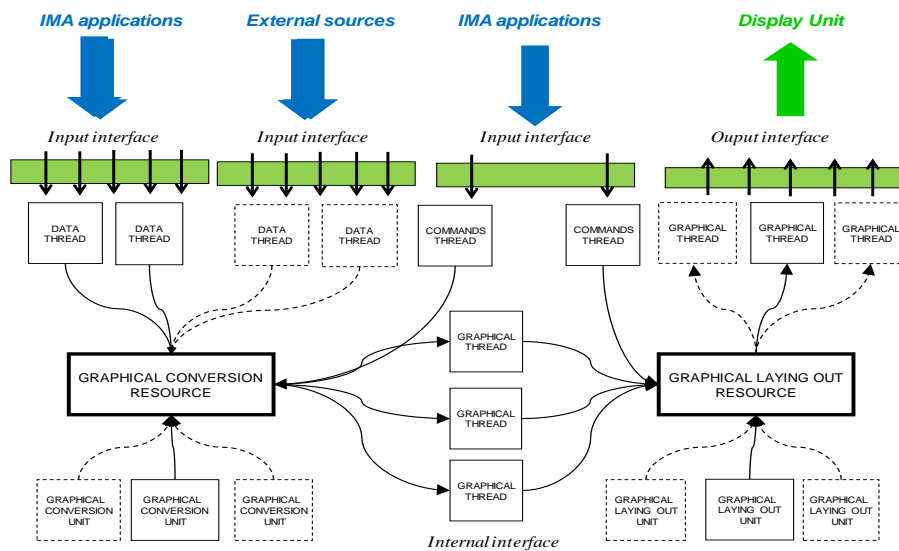 IMA applications
External sources
IMA applications
Display Unit
Input interface
Input interface
Input interface
Ouput interface
DATA
THREAD
DATA
THREAD
DATA
THREAD
DATA
THREAD
COMMANDS
THREAD
COMMANDS
THREAD
GRAPHICAL
THREAD
GRAPHICAL
THREAD
GRAPHICAL
THREAD
GRAPHICAL
THREAD
GRAPHICAL
THREAD
GRAPHICAL
THREAD
GRAPHICAL CONVERSION
RESOURCE
GRAPHICAL LAYING OUT
RESOURCE
GRAPHICAL
CONVERSION
UNIT
GRAPHICAL
CONVERSION
UNIT
GRAPHICAL
CONVERSION
UNIT
GRAPHICAL
LAYING OUT
UNIT
GRAPHICAL
LAYING OUT
UNIT
GRAPHICAL
LAYING OUT
UNIT
Internal interface